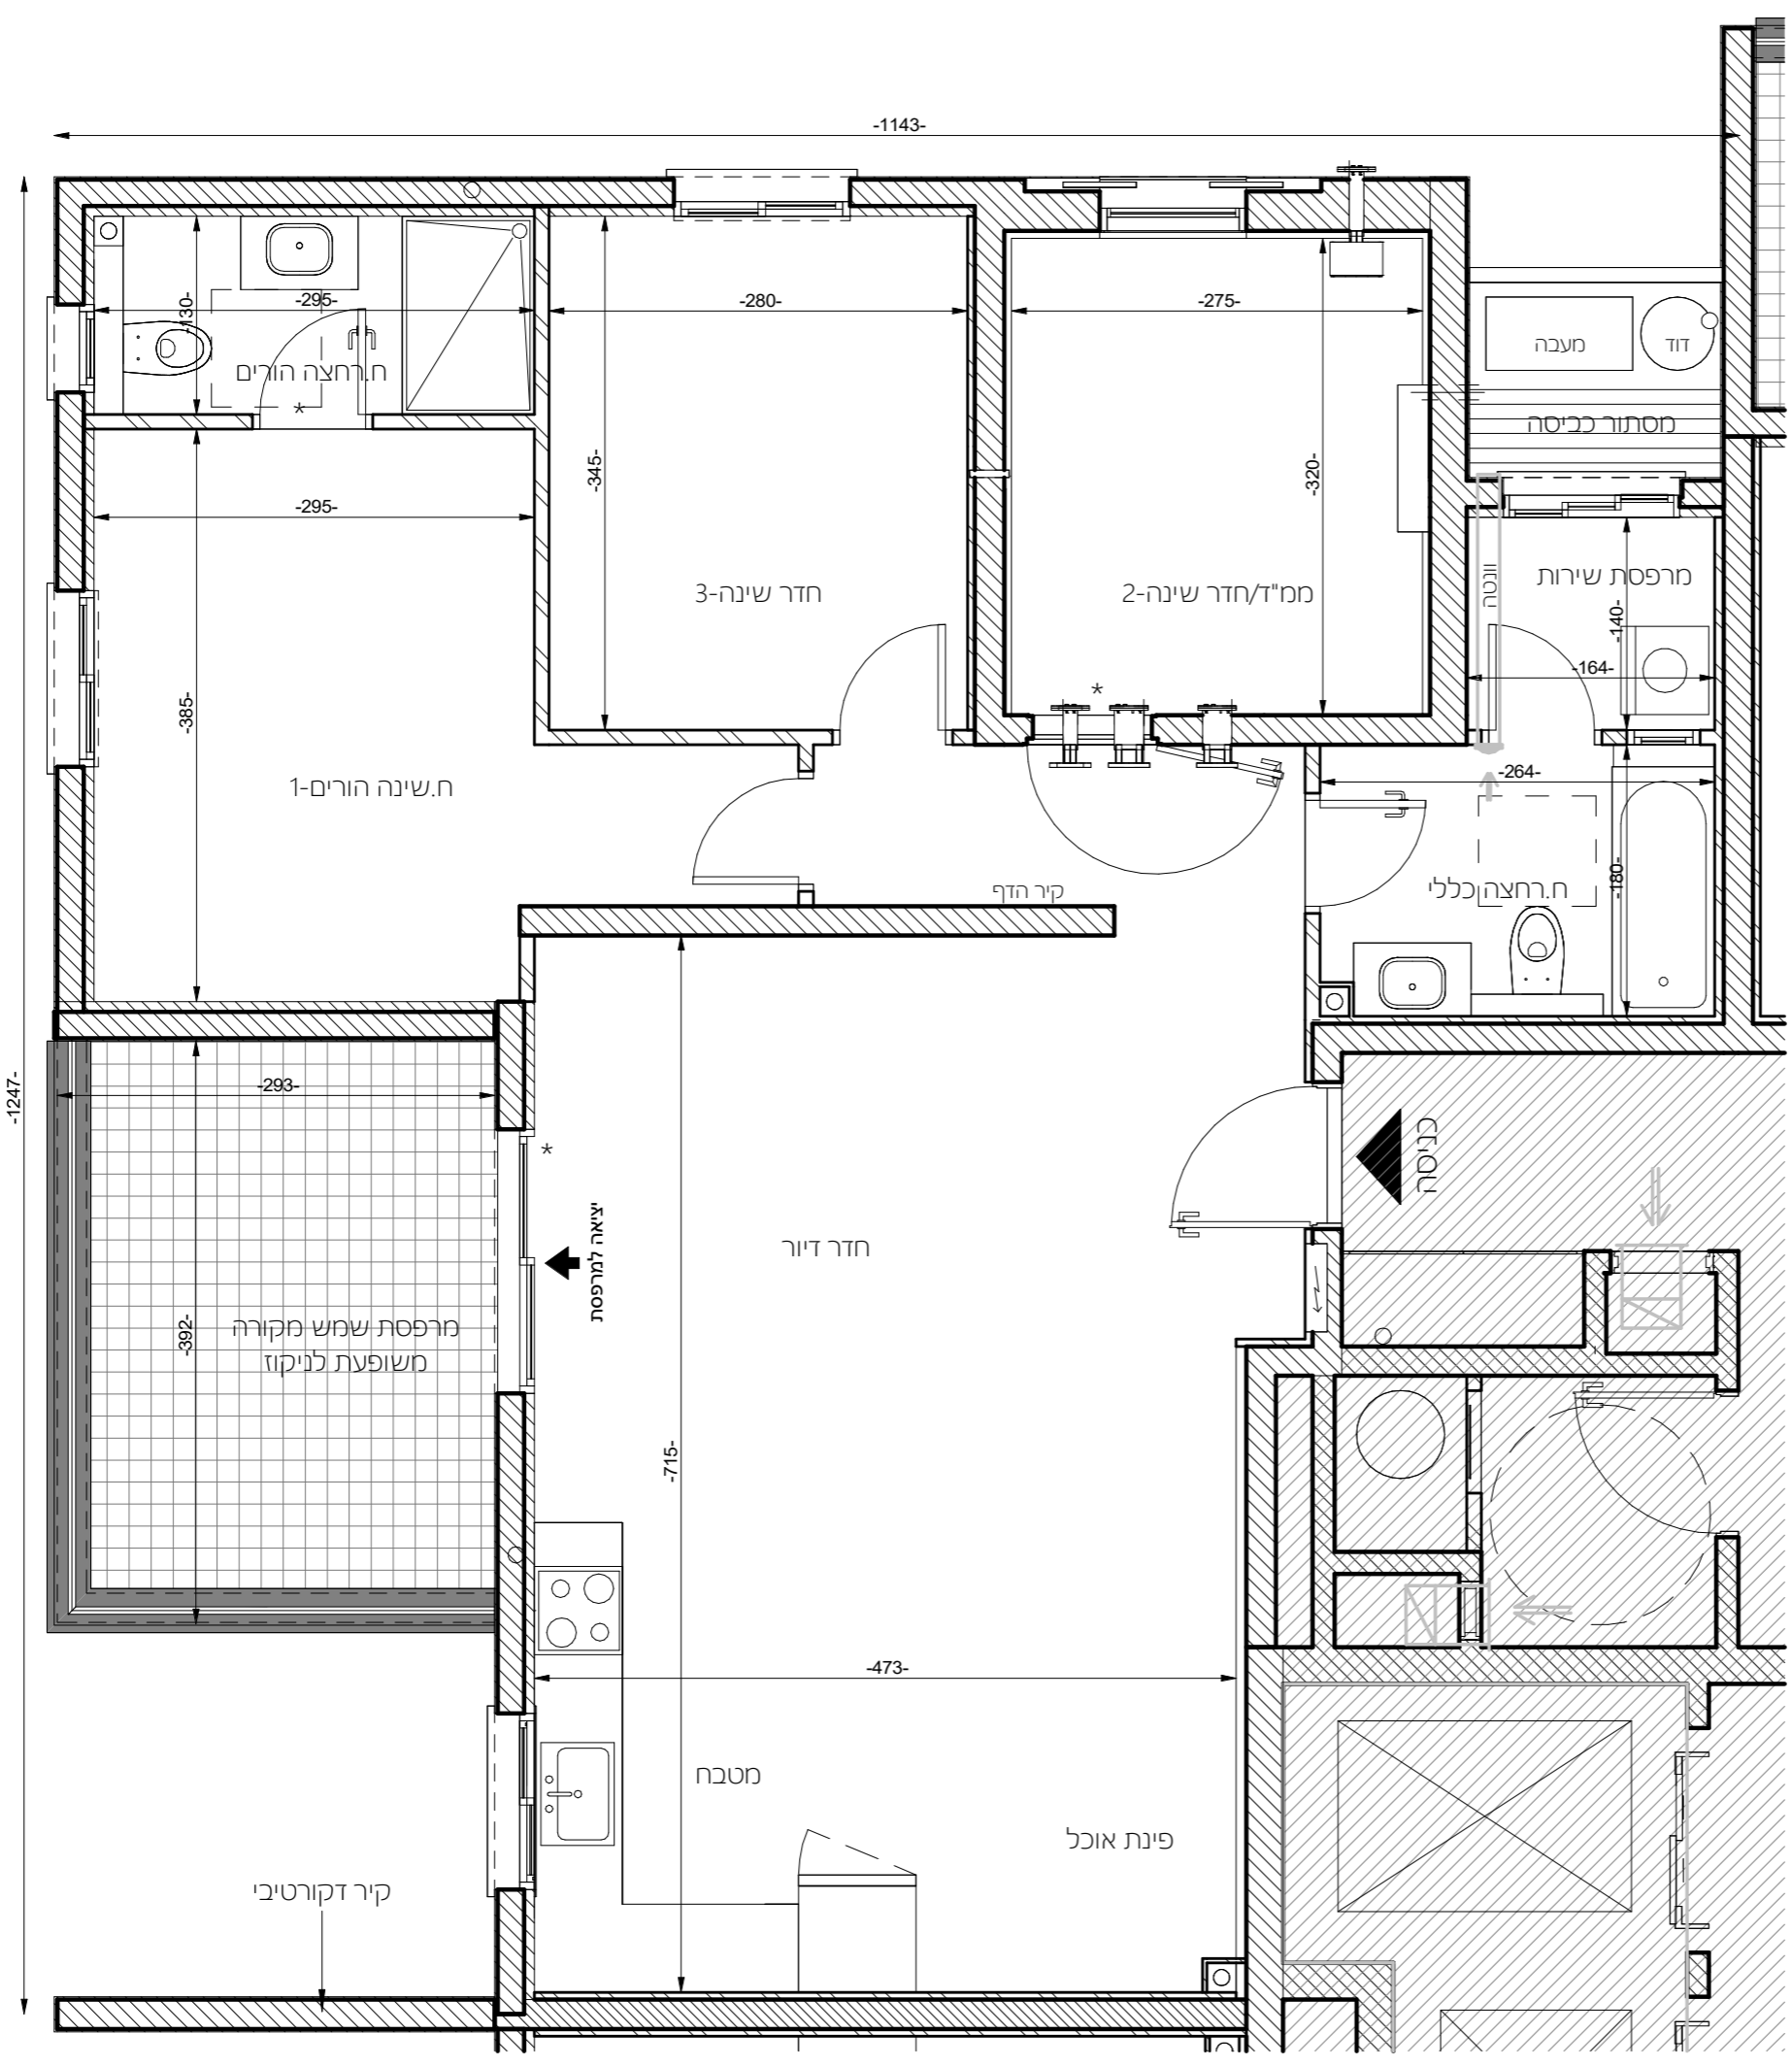 -1143-
-130-
-295-
ח.רחצה הורים
*
-280-
-345-
-275-
-320-
מעבה
דוד
מסתור כביסה
-295-
-385-
חדר שינה-3
ממ"ד/חדר שינה-2
*
וונטה
מרפסת שירות
-140-
-164-
ח.שינה הורים-1
-264-
-180-
ח.רחצה כללי
קיר הדף
-1247-
-293-
-392-
מרפסת שמש מקורה
משופעת לניקוז
*
יציאה למרפסת
חדר דיור
כניסה
-715-
-473-
מטבח
פינת אוכל
קיר דקורטיבי